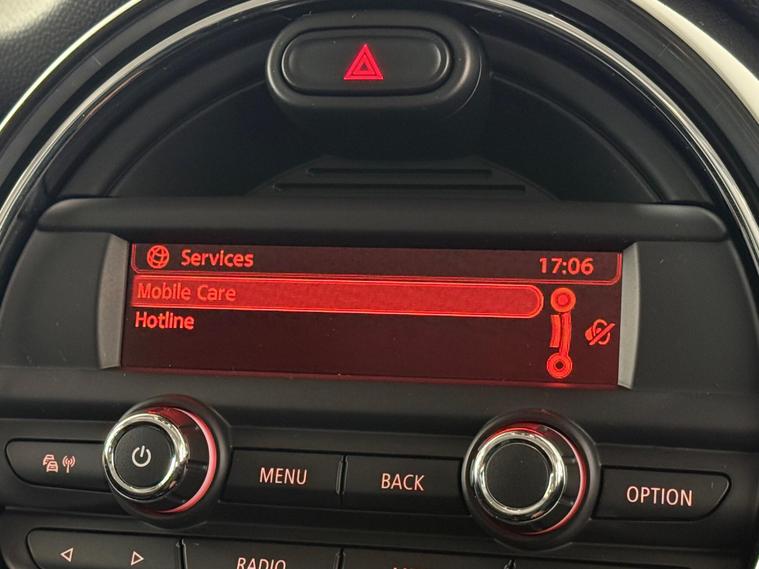 Services 17:06
Mobile Care
Hotline
MENU BACK OPTION
RADIO